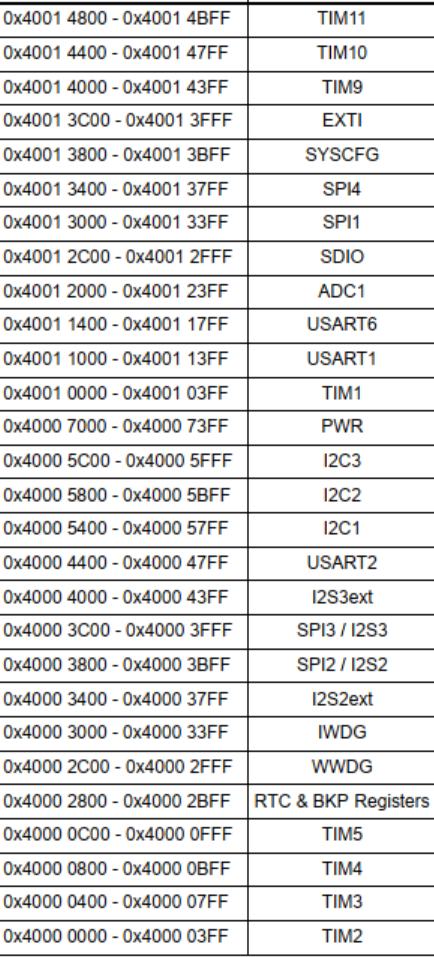 0x4001 4800 - 0x4001 4BFF TIM11
0x4001 4400 - 0x4001 47FF TIM10
0x4001 4000 - 0x4001 43FF TIM9
0x4001 3C00 - 0x4001 3FFF EXTI
0x4001 3800 - 0x4001 3BFF SYSCFG
0x4001 3400 - 0x4001 37FF SPI4
0x4001 3000 - 0x4001 33FF SPI1
0x4001 2C00 - 0x4001 2FFF SDIO
0x4001 2000 - 0x4001 23FF ADC1
0x4001 1400 - 0x4001 17FF USART6
0x4001 1000 - 0x4001 13FF USART1
0x4001 0000 - 0x4001 03FF TIM1
0x4000 7000 - 0x4000 73FF PWR
0x4000 5C00 - 0x4000 5FFF I2C3
0x4000 5800 - 0x4000 5BFF I2C2
0x4000 5400 - 0x4000 57FF I2C1
0x4000 4400 - 0x4000 47FF USART2
0x4000 4000 - 0x4000 43FF I2S3ext
0x4000 3C00 - 0x4000 3FFF SPI3 / I2S3
0x4000 3800 - 0x4000 3BFF SPI2 / I2S2
0x4000 3400 - 0x4000 37FF I2S2ext
0x4000 3000 - 0x4000 33FF IWDG
0x4000 2C00 - 0x4000 2FFF WWDG
0x4000 2800 - 0x4000 2BFF RTC & BKP Registers
0x4000 0C00 - 0x4000 0FFF TIM5
0x4000 0800 - 0x4000 0BFF TIM4
0x4000 0400 - 0x4000 07FF TIM3
0x4000 0000 - 0x4000 03FF TIM2